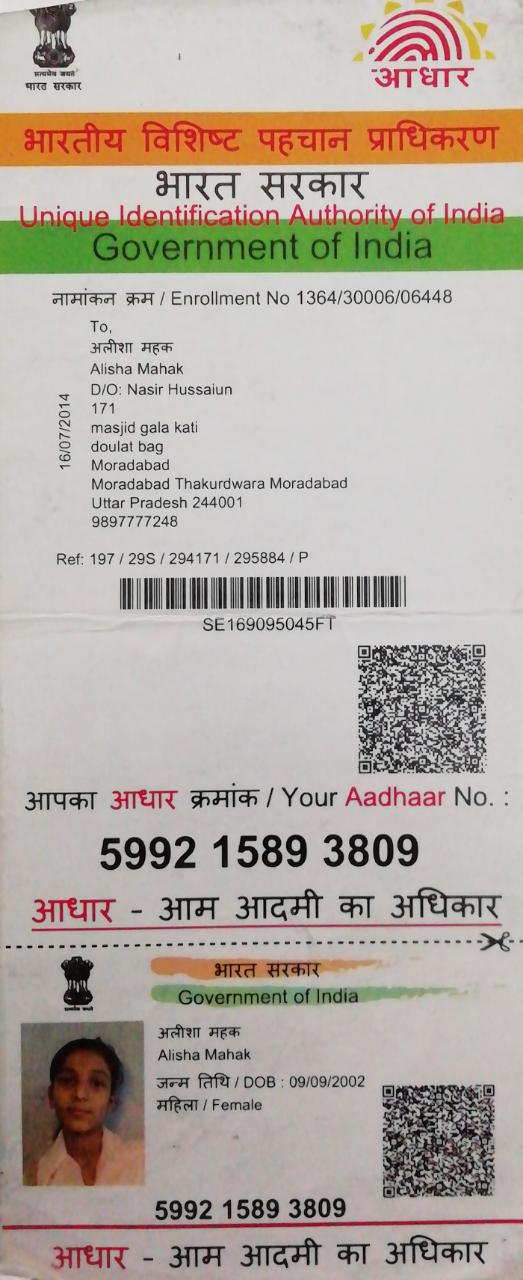 सत्यमेव जयते
भारत सरकार
आधार
भारतीय विशिष्ट पहचान प्राधिकरण
भारत सरकार
Unique Identification Authority of India
Government of India
नामांकन क्रम / Enrollment No 1364/30006/06448
To,
अलीशा महक
Alisha Mahak
D/O: Nasir Hussaiun
171
masjid gala kati
doulat bag
Moradabad
Moradabad Thakurdwara Moradabad
Uttar Pradesh 244001
9897777248
16/07/2014
Ref: 197 / 29S / 294171 / 295884 / P
SE169095045FT
आपका आधार क्रमांक / Your Aadhaar No. :
5992 1589 3809
आधार - आम आदमी का अधिकार
भारत सरकार
Government of India
सत्यमेव जयते
अलीशा महक
Alisha Mahak
जन्म तिथि / DOB : 09/09/2002
महिला / Female
5992 1589 3809
आधार - आम आदमी का अधिकार